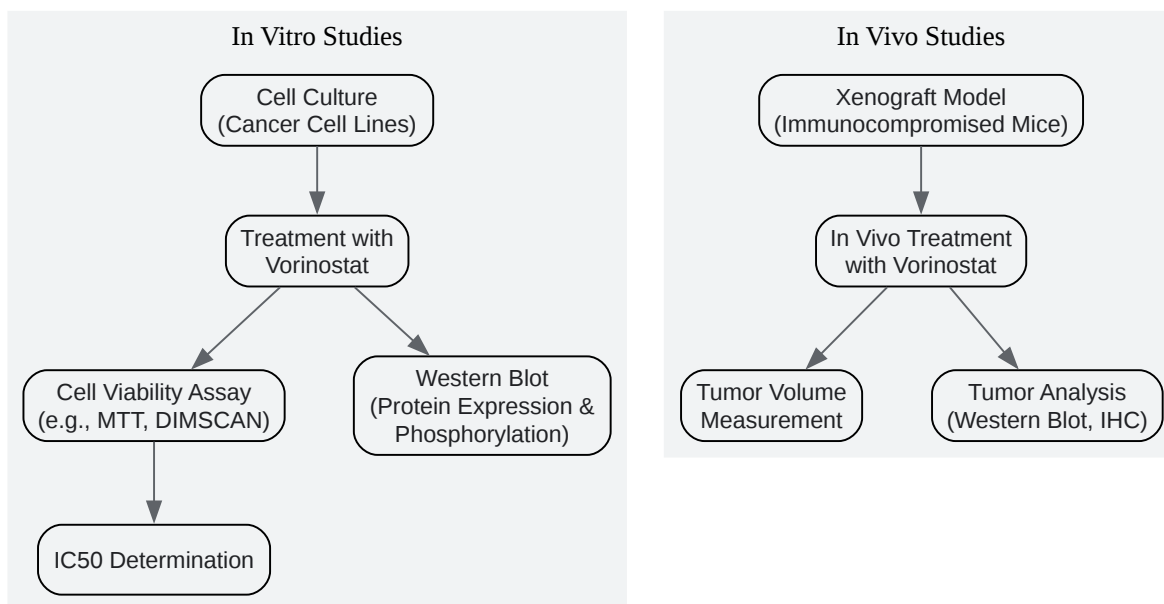 In Vitro Studies
Cell Culture
(Cancer Cell Lines)
Treatment with
Vorinostat
Cell Viability Assay
(e.g., MTT, DIMSCAN)
Western Blot
(Protein Expression &
Phosphorylation)
IC50 Determination
In Vivo Studies
Xenograft Model
(Immunocompromised Mice)
In Vivo Treatment
with Vorinostat
Tumor Volume
Measurement
Tumor Analysis
(Western Blot, IHC)